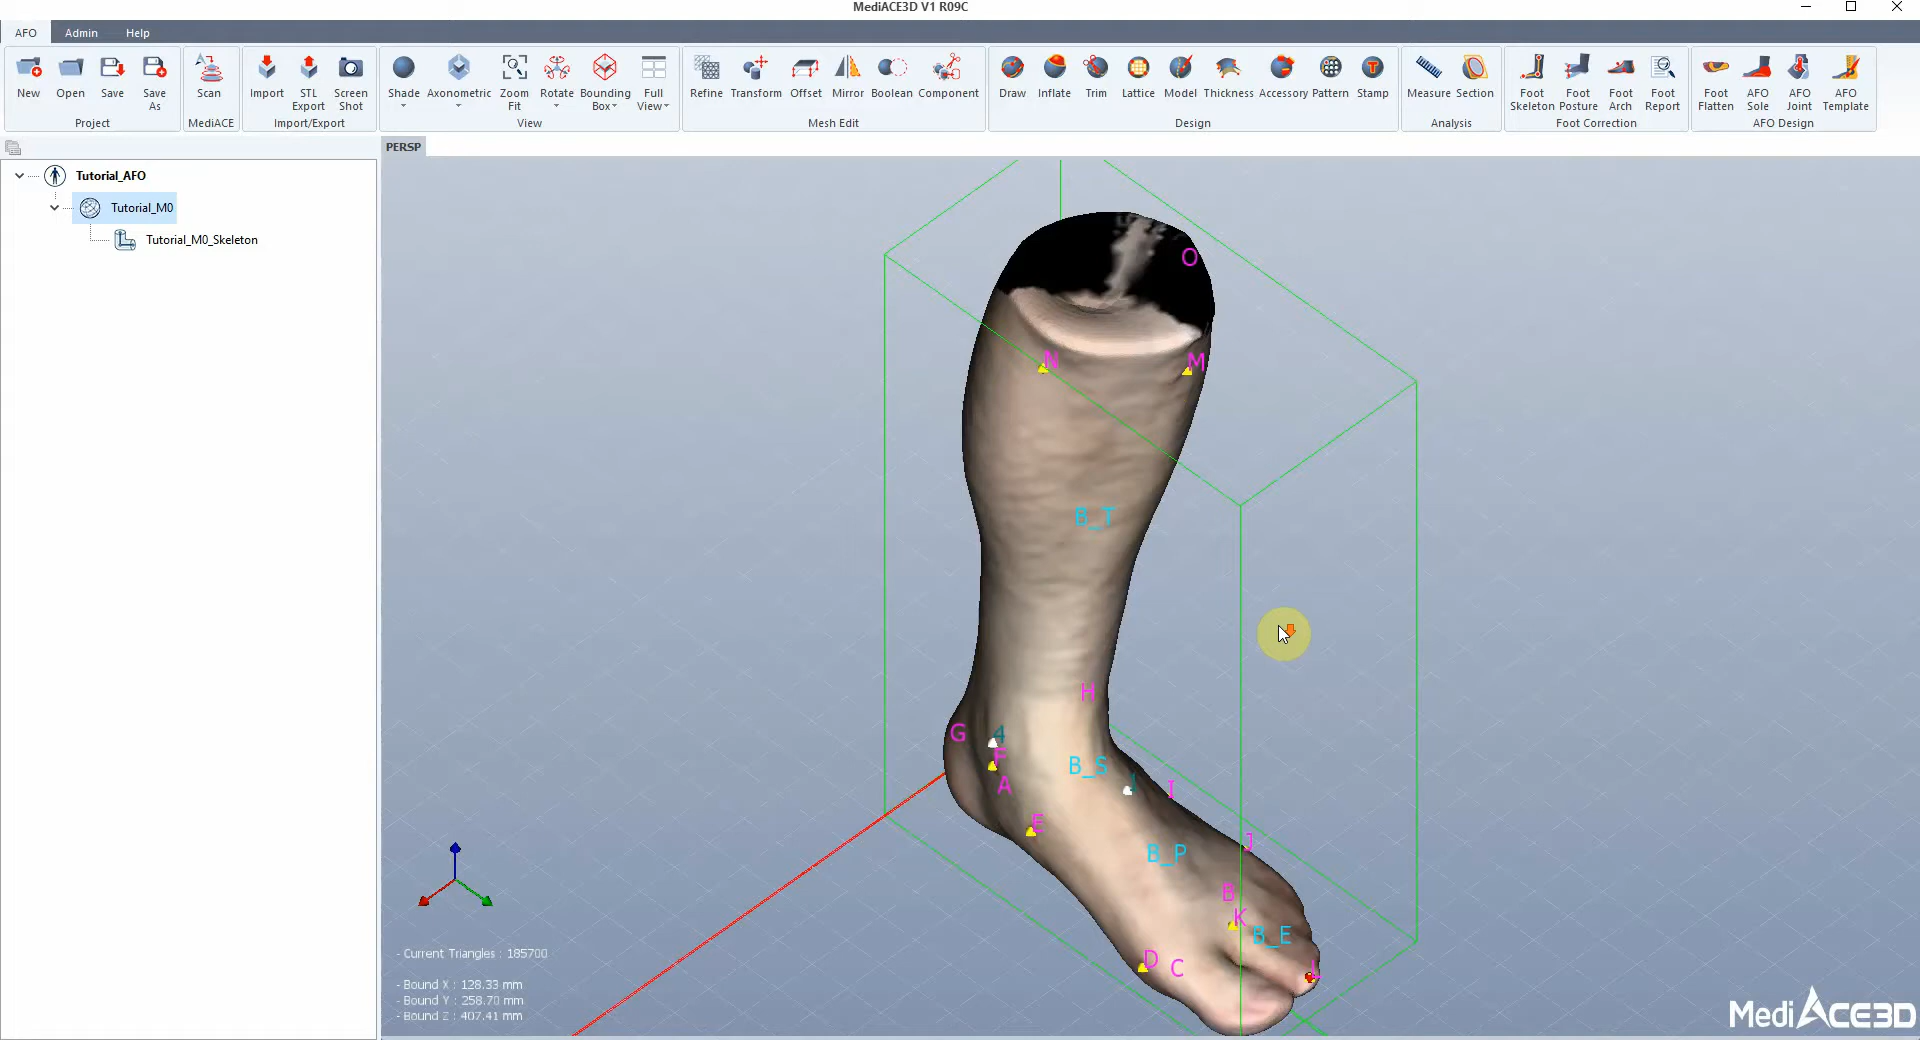 MediACE3D V1 R09C
AFO Admin Help
New Open Save Save As
Project
Scan
MediACE
Import STL Export Screen Shot
Import/Export
Shade Axonometric Zoom Fit Rotate Bounding Box Full View
View
Refine Transform Offset Mirror Boolean Component
Mesh Edit
Draw Inflate Trim Lattice Model Thickness Accessory Pattern Stamp
Design
Measure Section
Analysis
Foot Skeleton Foot Posture Foot Arch Foot Report
Foot Correction
Foot Flatten AFO Sole AFO Joint AFO Template
AFO Design
PERSP
Tutorial_AFO
Tutorial_M0
Tutorial_M0_Skeleton
O
N
M
B_T
H
G
4
F
B_S
A
I
E
J
B_P
B
K
B_E
D
C
L
- Current Triangles : 185700
- Bound X : 128.33 mm
- Bound Y : 258.70 mm
- Bound Z : 407.41 mm
MediACE3D